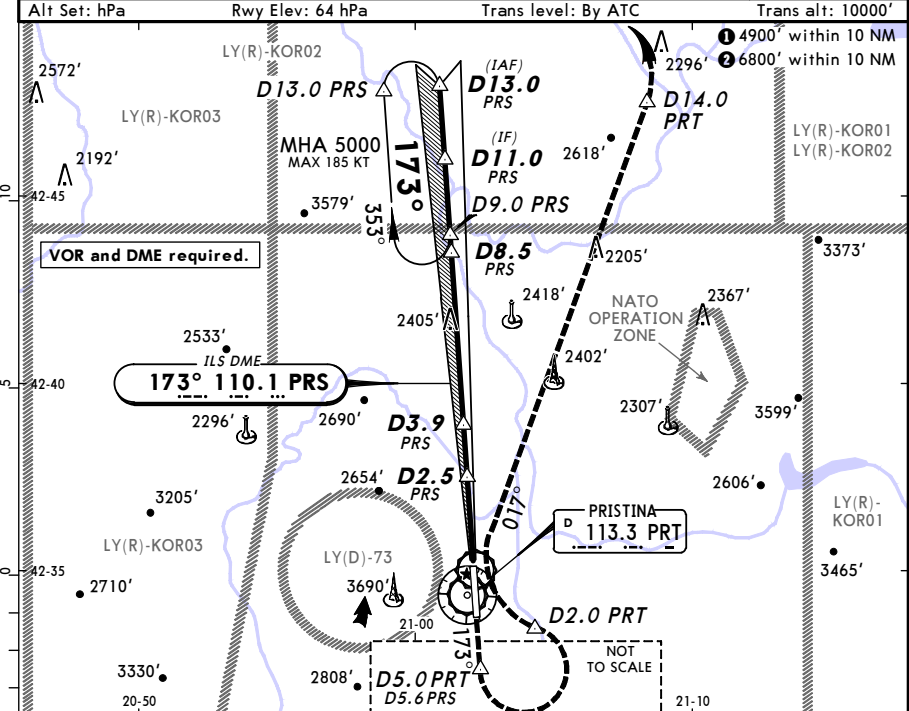 Alt Set: hPa Rwy Elev: 64 hPa Trans level: By ATC Trans alt: 10000'
❶ 4900' within 10 NM
❷ 6800' within 10 NM
LY(R)-KOR02
2572'
D13.0 PRS
(IAF)
D13.0
PRS
2296'
D14.0
PRT
LY(R)-KOR03
MHA 5000
MAX 185 KT
173°
353°
(IF)
D11.0
PRS
2618'
LY(R)-KOR01
LY(R)-KOR02
2192'
10
42-45
3579'
D9.0 PRS
VOR and DME required.
D8.5
PRS
2205'
3373'
2418'
NATO
OPERATION
ZONE
2367'
2405'
2533'
ILS DME
173° 110.1 PRS
2402'
5
42-40
2296'
2690'
D3.9
PRS
2307'
3599'
2654'
D2.5
PRS
017°
2606'
3205'
PRISTINA
D 113.3 PRT
LY(R)-
KOR01
LY(R)-KOR03
LY(D)-73
3465'
0
42-35
2710'
3690'
21-00
173°
D2.0 PRT
NOT
TO SCALE
3330'
2808'
D5.0 PRT
D5.6 PRS
20-50
21-10